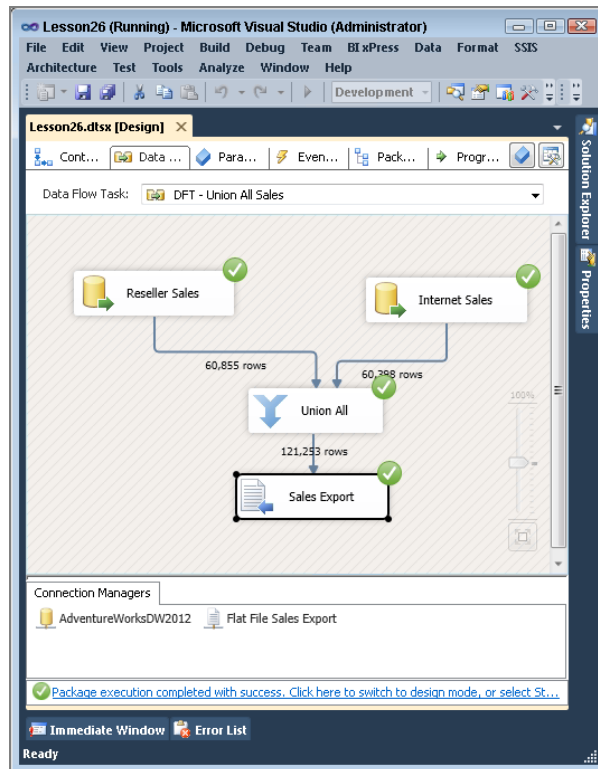 Lesson26 (Running) - Microsoft Visual Studio (Administrator)
File Edit View Project Build Debug Team BI xPress Data Format SSIS
Architecture Test Tools Analyze Window Help
Development
Lesson26.dtsx [Design]
Cont... Data ... Para... Even... Pack... Progr...
Data Flow Task: DFT - Union All Sales
Reseller Sales
Internet Sales
60,855 rows
60,398 rows
Union All
100%
121,253 rows
Sales Export
Connection Managers
AdventureWorksDW2012 Flat File Sales Export
Package execution completed with success. Click here to switch to design mode, or select St...
Immediate Window Error List
Ready
Solution Explorer
Properties